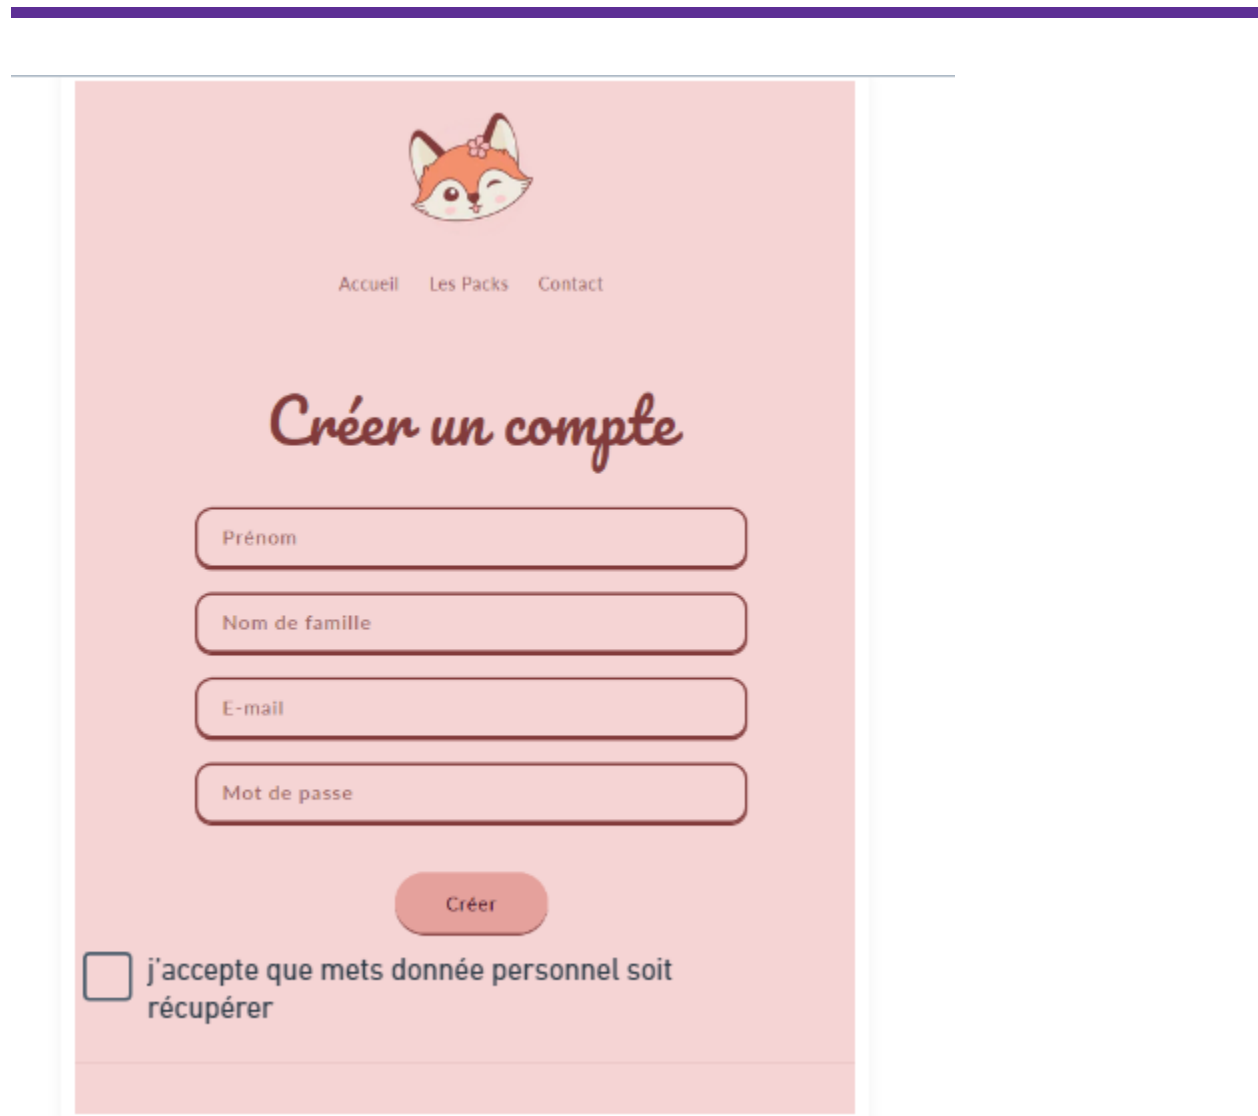 Accueil Les Packs Contact
Créer un compte
Prénom
Nom de famille
E-mail
Mot de passe
Créer
j'accepte que mets donnée personnel soit
récupérer